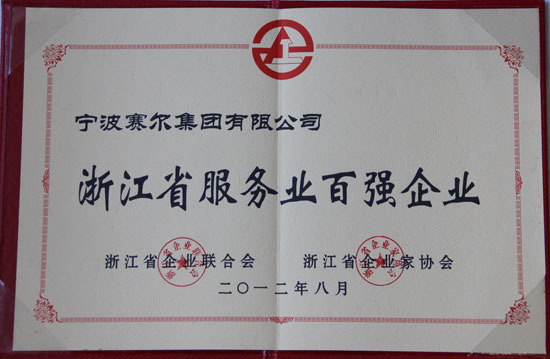 宁波赛尔集团有限公司
浙江省服务业百强企业
浙江省企业联合会 浙江省企业家协会
二〇一二年八月